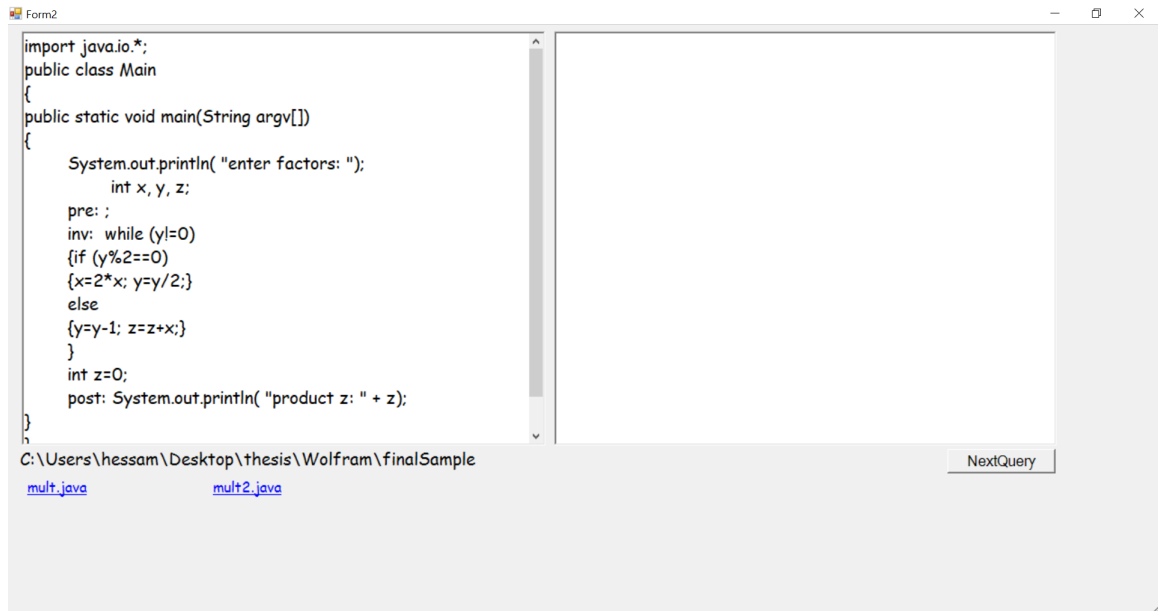 Form2
import java.io.*;
public class Main
{
public static void main(String argv[])
{
System.out.println( "enter factors: ");
int x, y, z;
pre: ;
inv:  while (y!=0)
{if (y%2==0)
{x=2*x; y=y/2;}
else
{y=y-1; z=z+x;}
}
int z=0;
post: System.out.println( "product z: " + z);
}
}
C:\Users\hessam\Desktop\thesis\Wolfram\finalSample
NextQuery
mult.java mult2.java